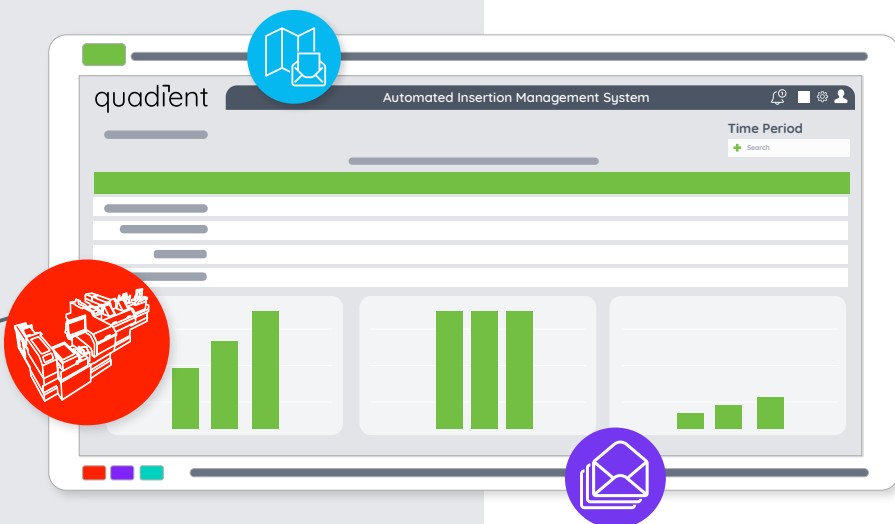 quadient
Automated Insertion Management System
Time Period
Search